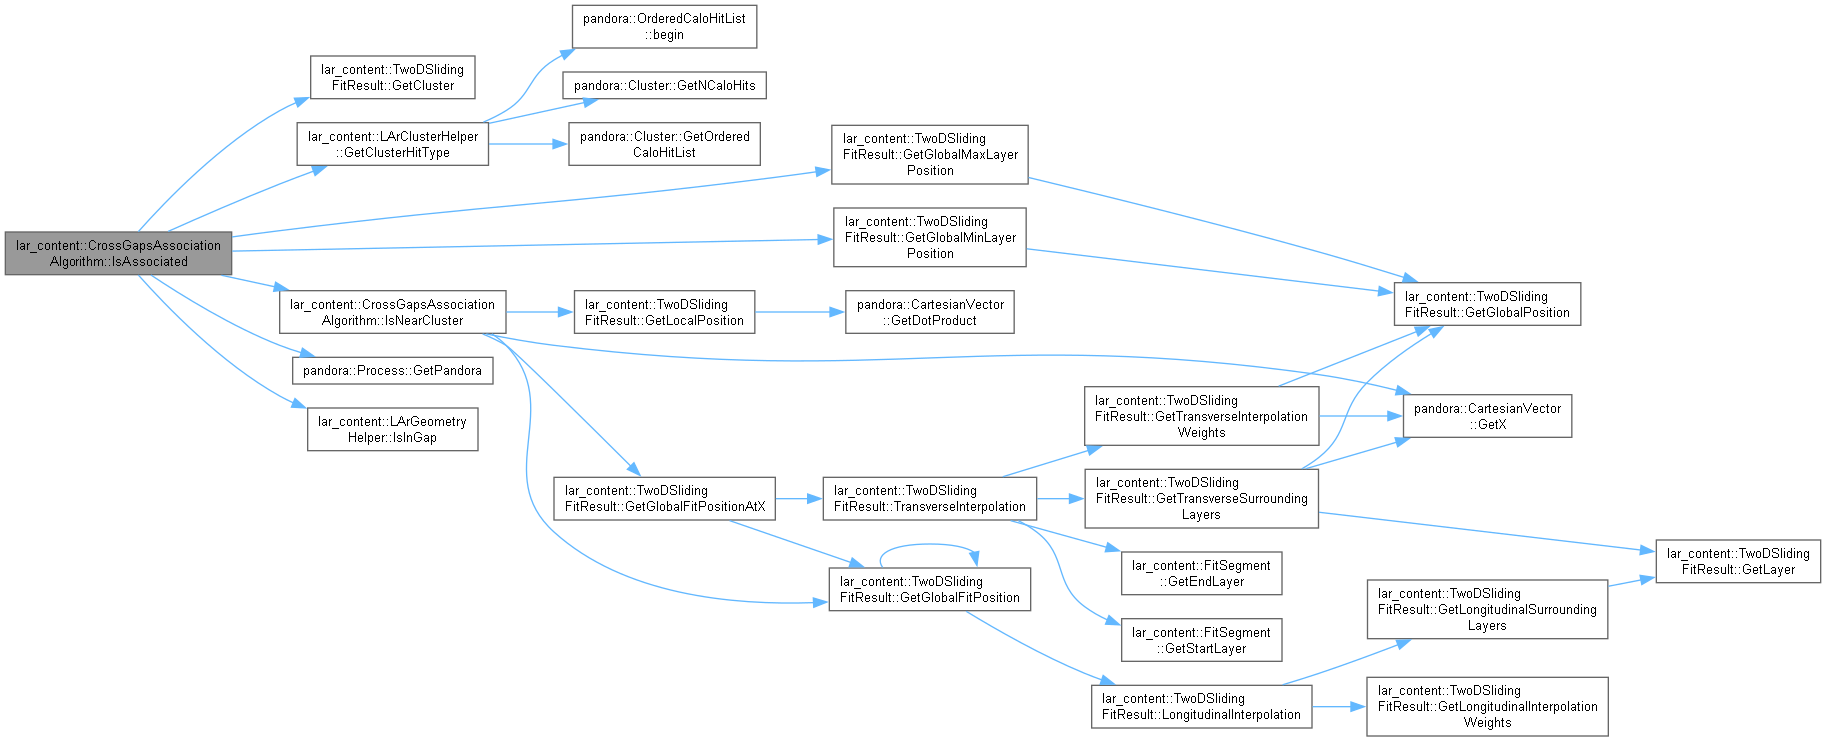 lar_content::CrossGapsAssociation
Algorithm::IsAssociated
lar_content::TwoDSliding
FitResult::GetCluster
lar_content::LArClusterHelper
::GetClusterHitType
pandora::OrderedCaloHitList
::begin
pandora::Cluster::GetNCaloHits
pandora::Cluster::GetOrdered
CaloHitList
lar_content::TwoDSliding
FitResult::GetGlobalMaxLayer
Position
lar_content::TwoDSliding
FitResult::GetGlobalMinLayer
Position
lar_content::TwoDSliding
FitResult::GetGlobalPosition
lar_content::CrossGapsAssociation
Algorithm::IsNearCluster
lar_content::TwoDSliding
FitResult::GetLocalPosition
pandora::CartesianVector
::GetDotProduct
pandora::Process::GetPandora
lar_content::LArGeometry
Helper::IsInGap
lar_content::TwoDSliding
FitResult::GetTransverseInterpolation
Weights
pandora::CartesianVector
::GetX
lar_content::TwoDSliding
FitResult::GetGlobalFitPositionAtX
lar_content::TwoDSliding
FitResult::TransverseInterpolation
lar_content::TwoDSliding
FitResult::GetTransverseSurrounding
Layers
lar_content::FitSegment
::GetEndLayer
lar_content::TwoDSliding
FitResult::GetLayer
lar_content::TwoDSliding
FitResult::GetGlobalFitPosition
lar_content::FitSegment
::GetStartLayer
lar_content::TwoDSliding
FitResult::GetLongitudinalSurrounding
Layers
lar_content::TwoDSliding
FitResult::LongitudinalInterpolation
lar_content::TwoDSliding
FitResult::GetLongitudinalInterpolation
Weights